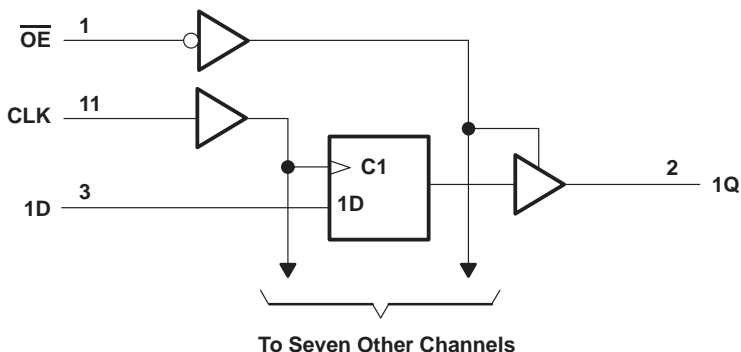 OE 1
CLK 11
C1
1D 3
1D
2 1Q
To Seven Other Channels